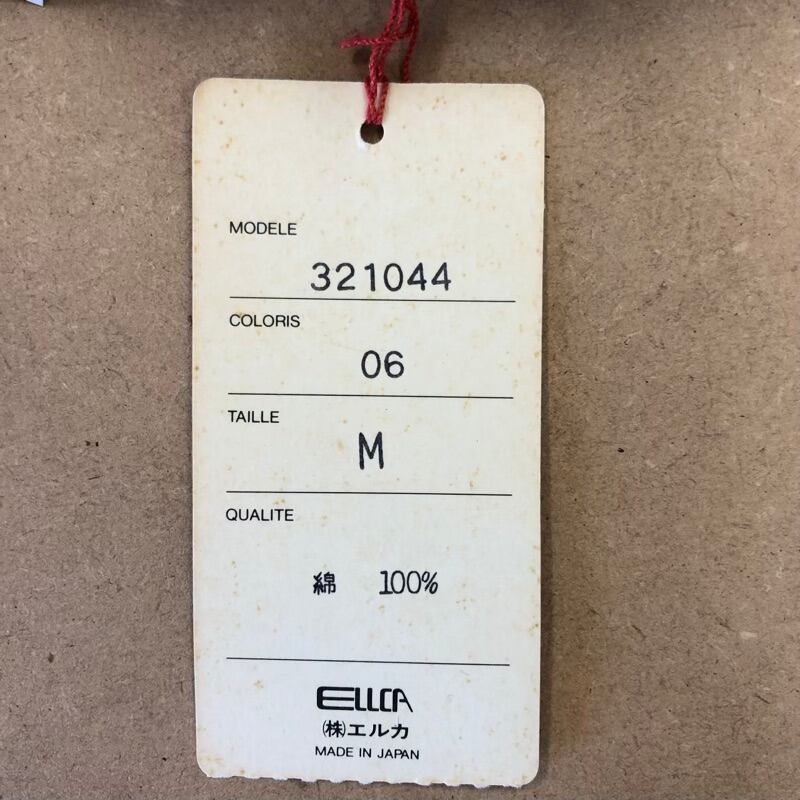 MODELE
321044
COLORIS
06
TAILLE
M
QUALITE
綿 100%
ELLCA
(株)エルカ
MADE IN JAPAN